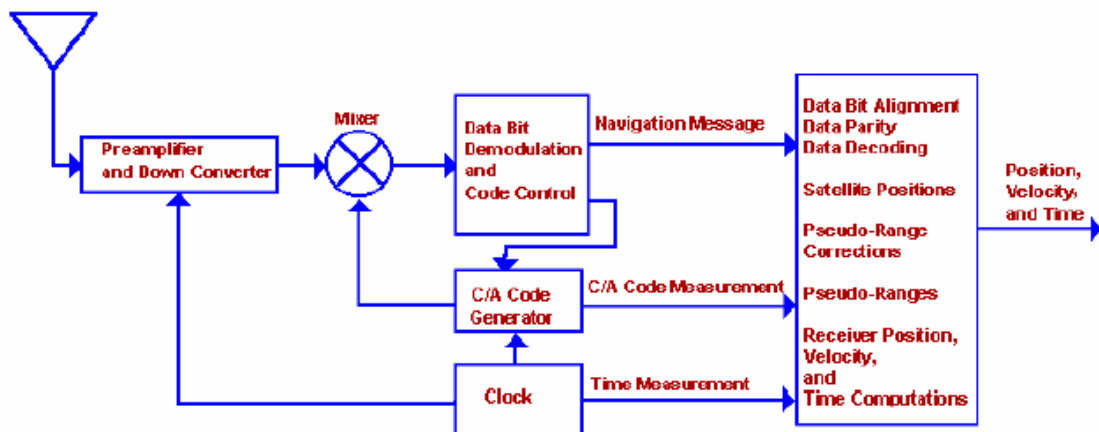 Mixer
Preamplifier
and Down Converter
Data Bit
Demodulation
and
Code Control
Navigation Message
C/A Code
Generator
C/A Code Measurement
Clock
Time Measurement
Data Bit Alignment
Data Parity
Data Decoding
Satellite Positions
Pseudo-Range
Corrections
Pseudo-Ranges
Receiver Position,
Velocity,
and
Time Computations
Position,
Velocity,
and Time